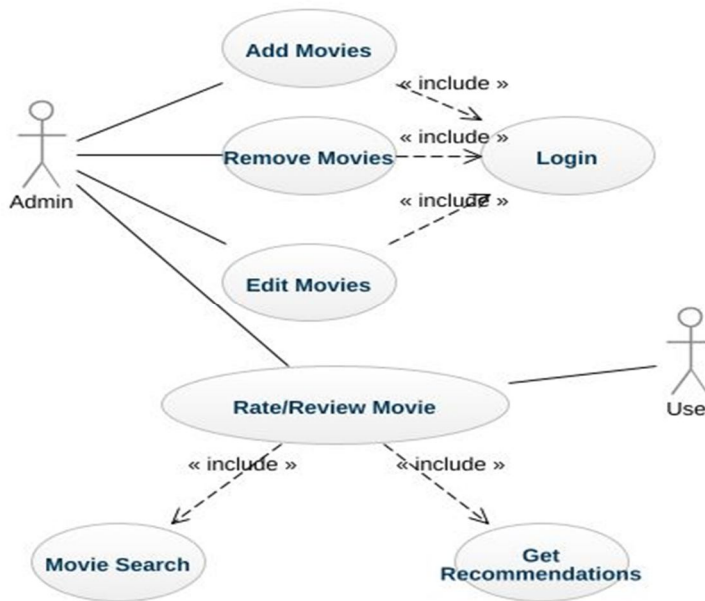 Add Movies
« include »
« include »
Remove Movies
Login
Admin
« include »
Edit Movies
Rate/Review Movie
Use
« include »
« include »
Movie Search
Get
Recommendations